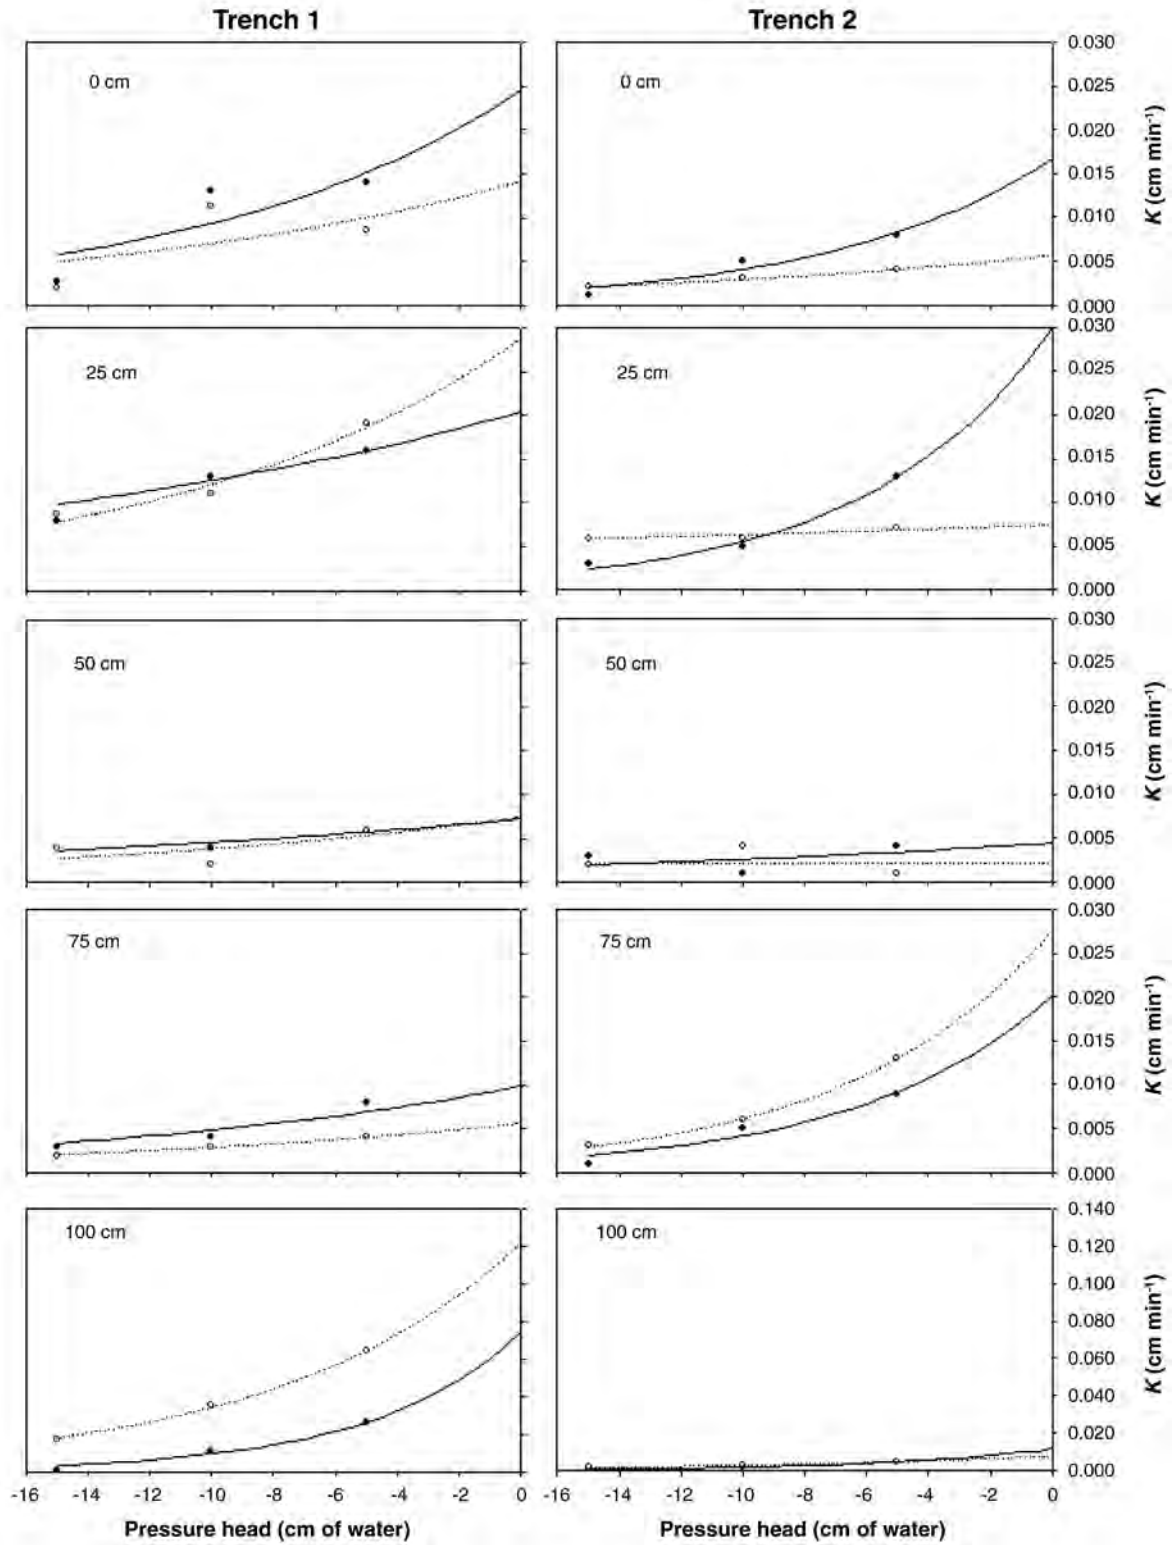 Trench 1
Trench 2
0 cm
0 cm
0.030
0.025
0.020
0.015
0.010
0.005
0.000
K (cm min-1)
25 cm
25 cm
0.030
0.025
0.020
0.015
0.010
0.005
0.000
K (cm min-1)
50 cm
50 cm
0.030
0.025
0.020
0.015
0.010
0.005
0.000
K (cm min-1)
75 cm
75 cm
0.030
0.025
0.020
0.015
0.010
0.005
0.000
K (cm min-1)
100 cm
100 cm
0.140
0.120
0.100
0.080
0.060
0.040
0.020
0.000
K (cm min-1)
-16 -14 -12 -10 -8 -6 -4 -2 0
-16 -14 -12 -10 -8 -6 -4 -2 0
Pressure head (cm of water)
Pressure head (cm of water)